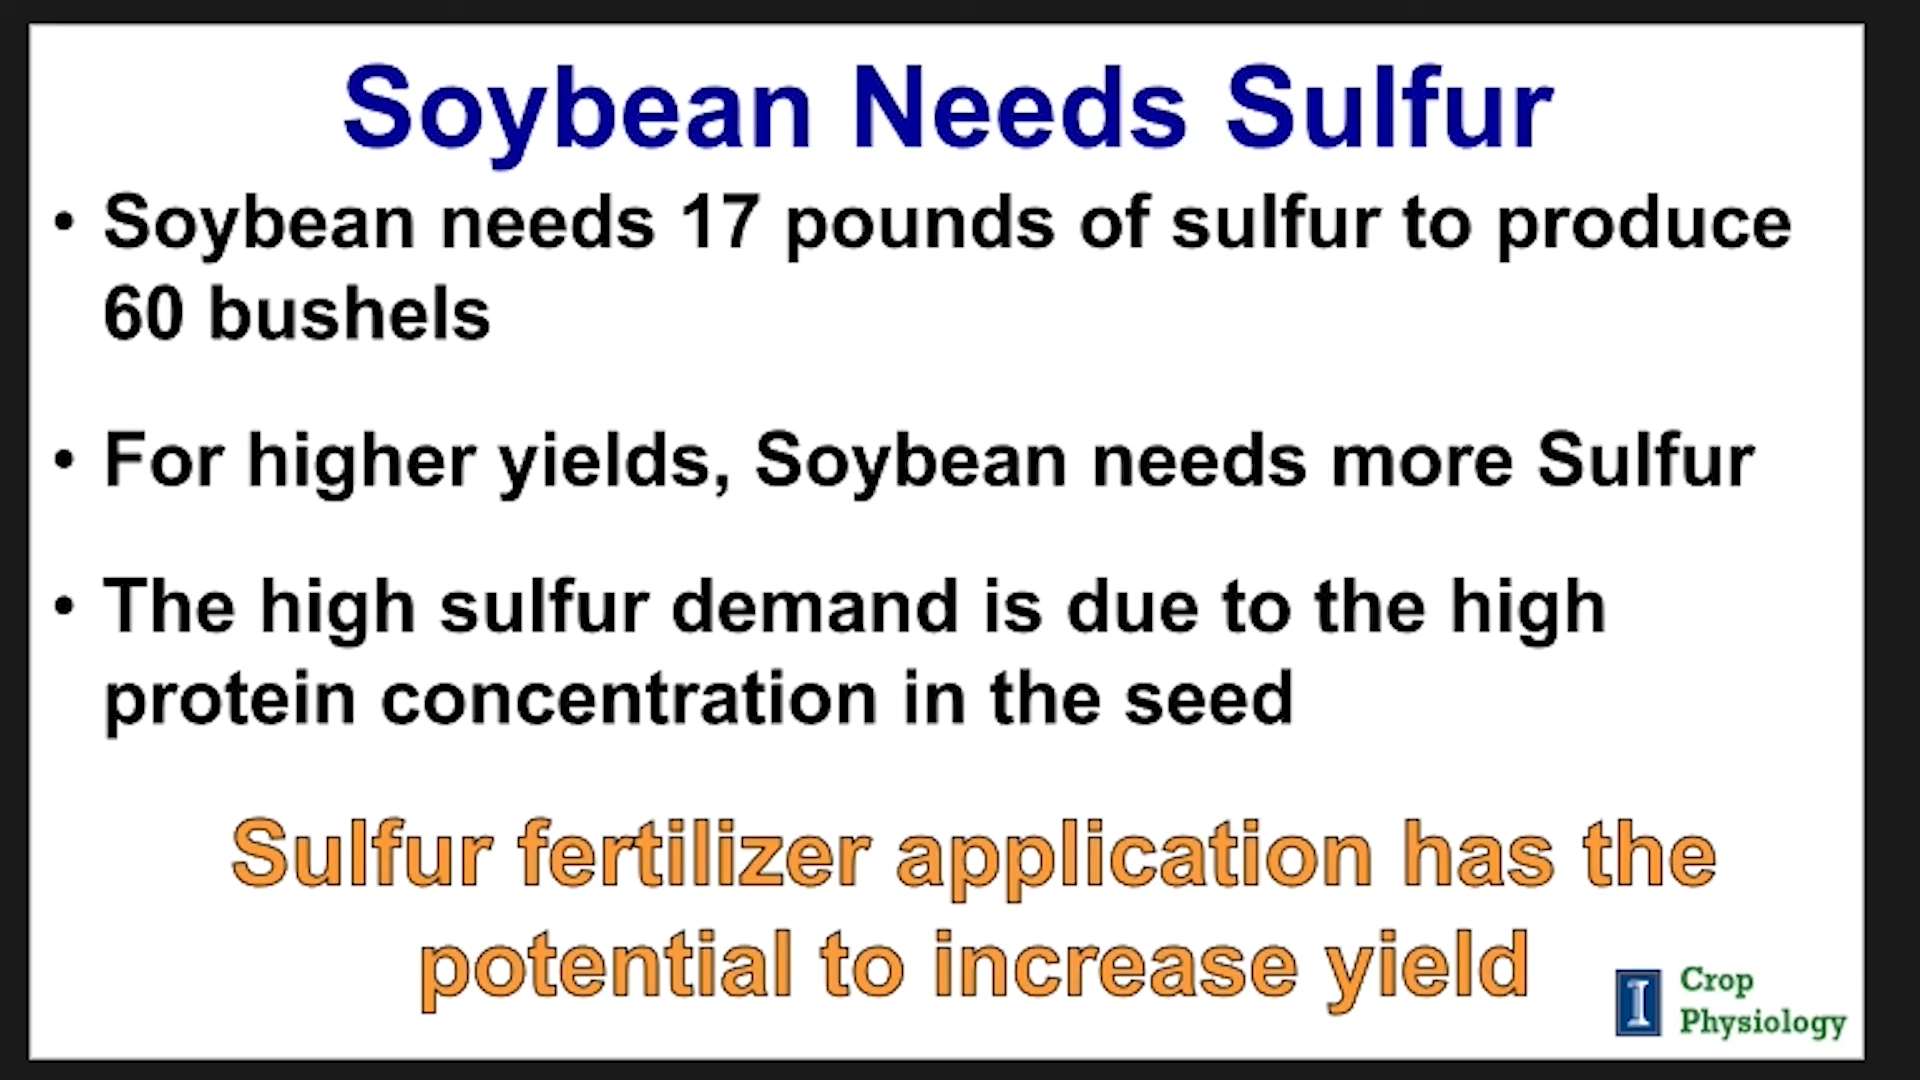 Soybean Needs Sulfur
• Soybean needs 17 pounds of sulfur to produce
60 bushels
• For higher yields, Soybean needs more Sulfur
• The high sulfur demand is due to the high
protein concentration in the seed
Sulfur fertilizer application has the
potential to increase yield
I
Crop
Physiology